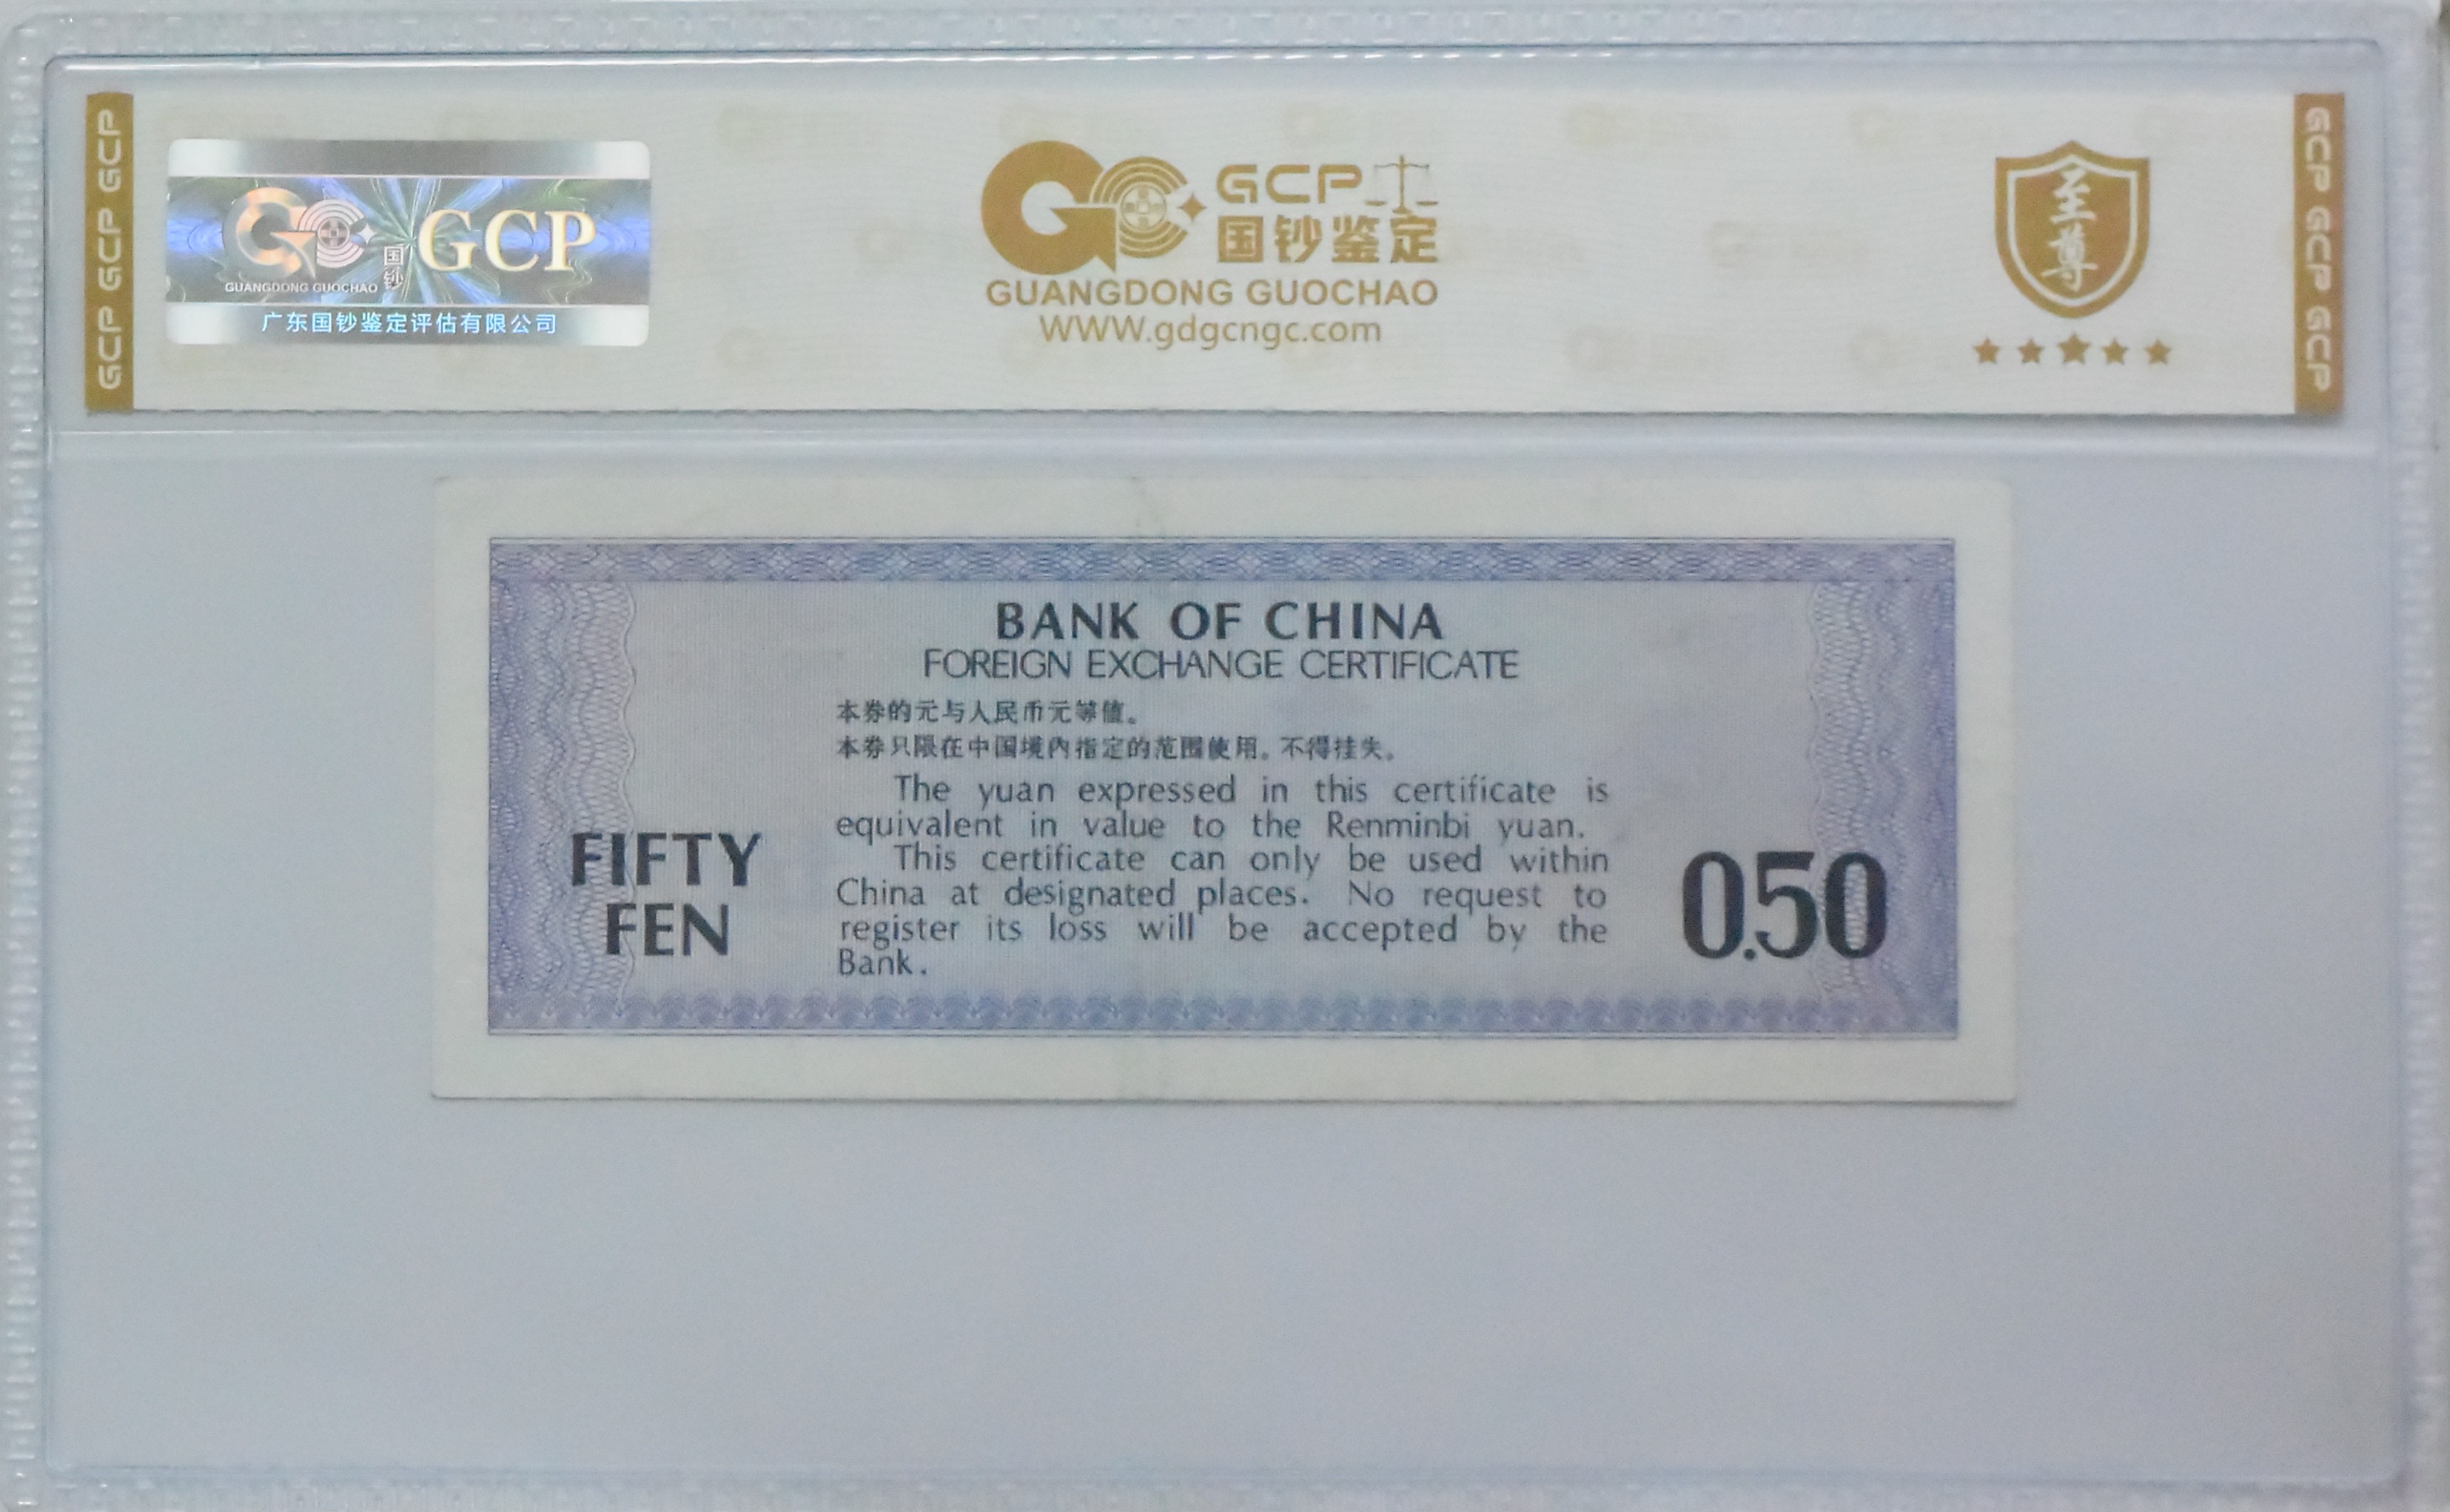 GCP GCP GCP
GCP
国钞
GUANGDONG GUOCHAO
广东国钞鉴定评估有限公司
GCP
国钞鉴定
GUANGDONG GUOCHAO
WWW.gdgcngc.com
至尊
GCP GCP GCP
BANK OF CHINA
FOREIGN EXCHANGE CERTIFICATE
本券的元与人民币元等值。
本券只限在中国境内指定的范围使用。不得挂失。
The yuan expressed in this certificate is
equivalent in value to the Renminbi yuan.
This certificate can only be used within
China at designated places. No request to
register its loss will be accepted by the
Bank.
FIFTY
FEN
0.50